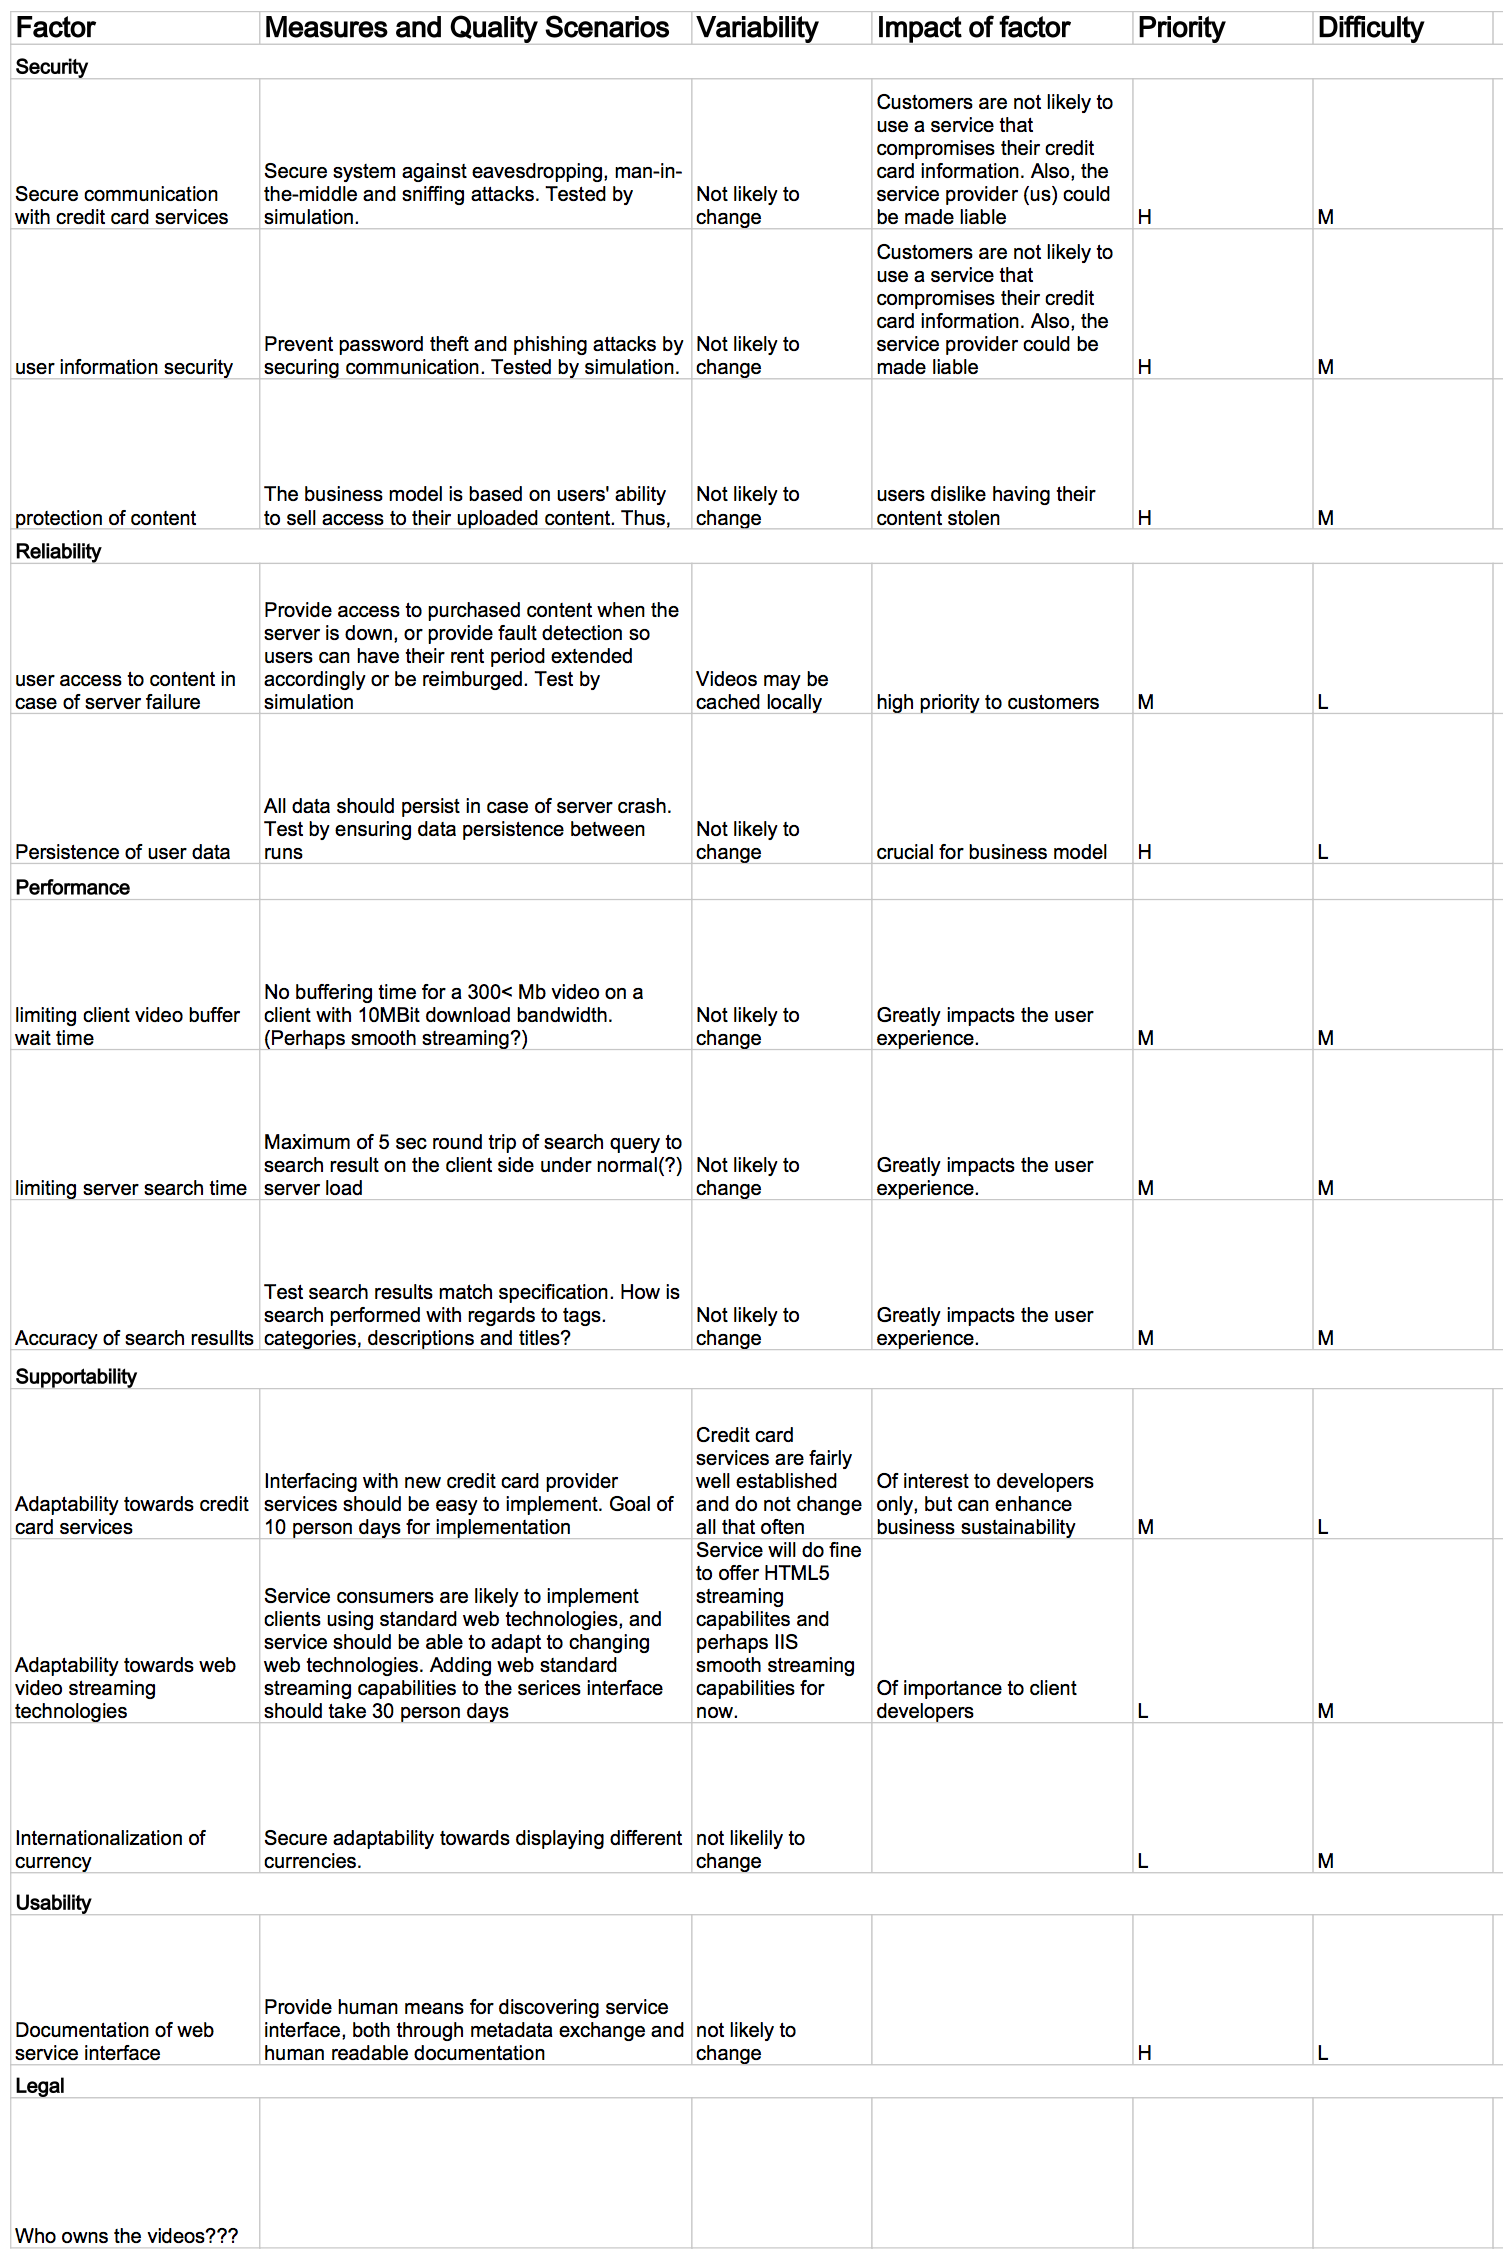 Factor Measures and Quality Scenarios Variability Impact of factor Priority Difficulty
Security
Secure communication
with credit card services
Secure system against eavesdropping, man-in-
the-middle and sniffing attacks. Tested by
simulation.
Not likely to
change
Customers are not likely to
use a service that
compromises their credit
card information. Also, the
service provider (us) could
be made liable
H
M
user information security
Prevent password theft and phishing attacks by
securing communication. Tested by simulation.
Not likely to
change
Customers are not likely to
use a service that
compromises their credit
card information. Also, the
service provider could be
made liable
H
M
protection of content
The business model is based on users' ability
to sell access to their uploaded content. Thus,
Not likely to
change
users dislike having their
content stolen
H
M
Reliability
user access to content in
case of server failure
Provide access to purchased content when the
server is down, or provide fault detection so
users can have their rent period extended
accordingly or be reimburged. Test by
simulation
Videos may be
cached locally
high priority to customers
M
L
Persistence of user data
All data should persist in case of server crash.
Test by ensuring data persistence between
runs
Not likely to
change
crucial for business model
H
L
Performance
limiting client video buffer
wait time
No buffering time for a 300< Mb video on a
client with 10MBit download bandwidth.
(Perhaps smooth streaming?)
Not likely to
change
Greatly impacts the user
experience.
M
M
limiting server search time
Maximum of 5 sec round trip of search query to
search result on the client side under normal(?)
server load
Not likely to
change
Greatly impacts the user
experience.
M
M
Accuracy of search resullts
Test search results match specification. How is
search performed with regards to tags.
categories, descriptions and titles?
Not likely to
change
Greatly impacts the user
experience.
M
M
Supportability
Adaptability towards credit
card services
Interfacing with new credit card provider
services should be easy to implement. Goal of
10 person days for implementation
Credit card
services are fairly
well established
and do not change
all that often
Of interest to developers
only, but can enhance
business sustainability
M
L
Adaptability towards web
video streaming
technologies
Service consumers are likely to implement
clients using standard web technologies, and
service should be able to adapt to changing
web technologies. Adding web standard
streaming capabilities to the serices interface
should take 30 person days
Service will do fine
to offer HTML5
streaming
capabilites and
perhaps IIS
smooth streaming
capabilities for
now.
Of importance to client
developers
L
M
Internationalization of
currency
Secure adaptability towards displaying different
currencies.
not likelily to
change
L
M
Usability
Documentation of web
service interface
Provide human means for discovering service
interface, both through metadata exchange and
human readable documentation
not likely to
change
H
L
Legal
Who owns the videos???